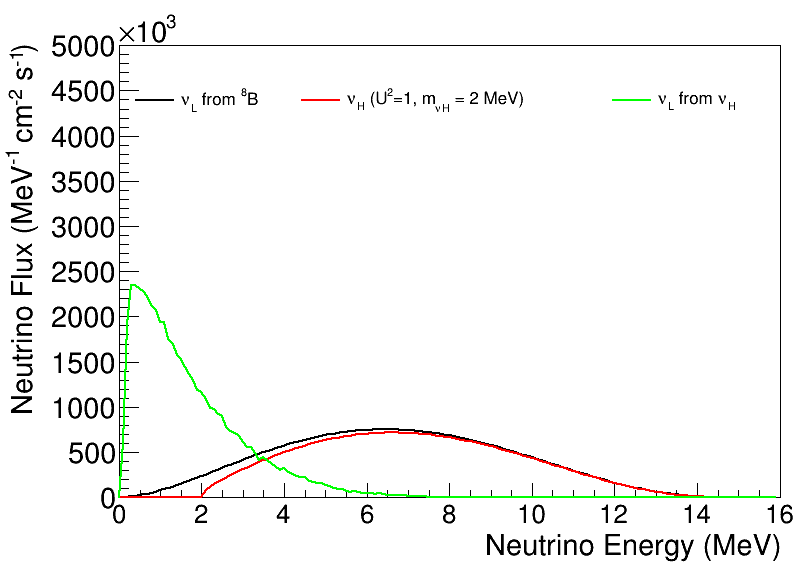 ×10³
5000
4500
4000
3500
3000
2500
2000
1500
1000
500
0
Neutrino Flux (MeV⁻¹ cm⁻² s⁻¹)
ν_L from ⁸B
ν_H (U²=1, m_νH = 2 MeV)
ν_L from ν_H
0 2 4 6 8 10 12 14 16
Neutrino Energy (MeV)